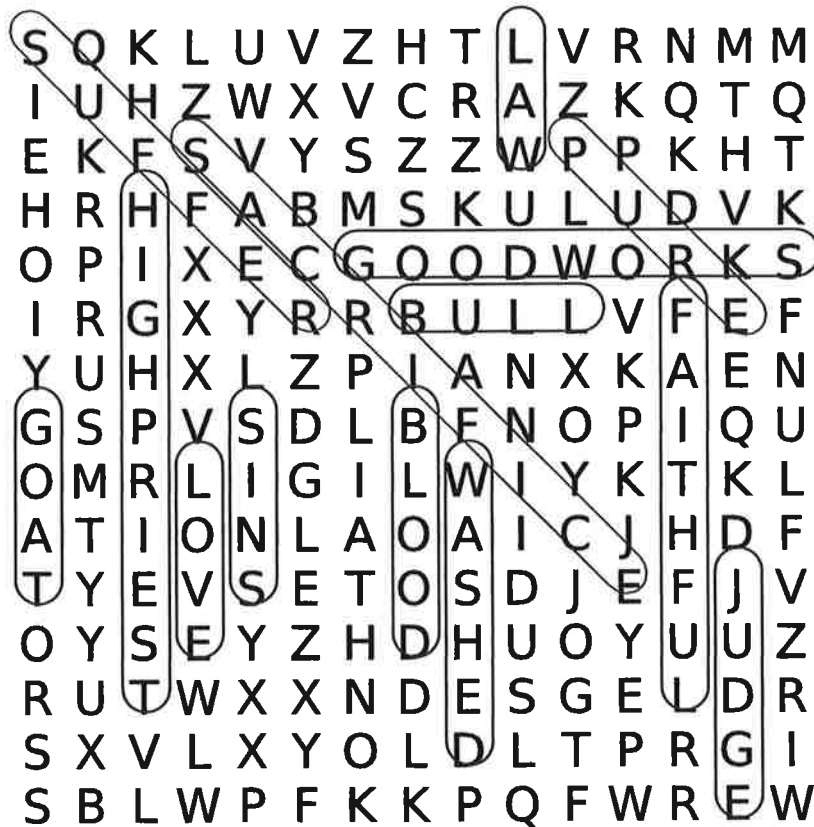 S Q K L U V Z H T L V R N M M
I U H Z W X V C R A Z K Q T Q
E K F S V Y S Z Z W P P K H T
H R H F A B M S K U L U D V K
O P I X E C G O O D W O R K S
I R G X Y R R B U L L V F E F
Y U H X L Z P I A N X K A E N
G S P V S D L B F N O P I Q U
O M R L I G I L W I Y K T K L
A T I O N L A O A I C J H D F
T Y E V S E T O S D J E F J V
O Y S E Y Z H D H U O Y U U Z
R U T W X X N D E S G E L D R
S X V L X Y O L D L T P R G I
S B L W P F K K P Q F W R E W